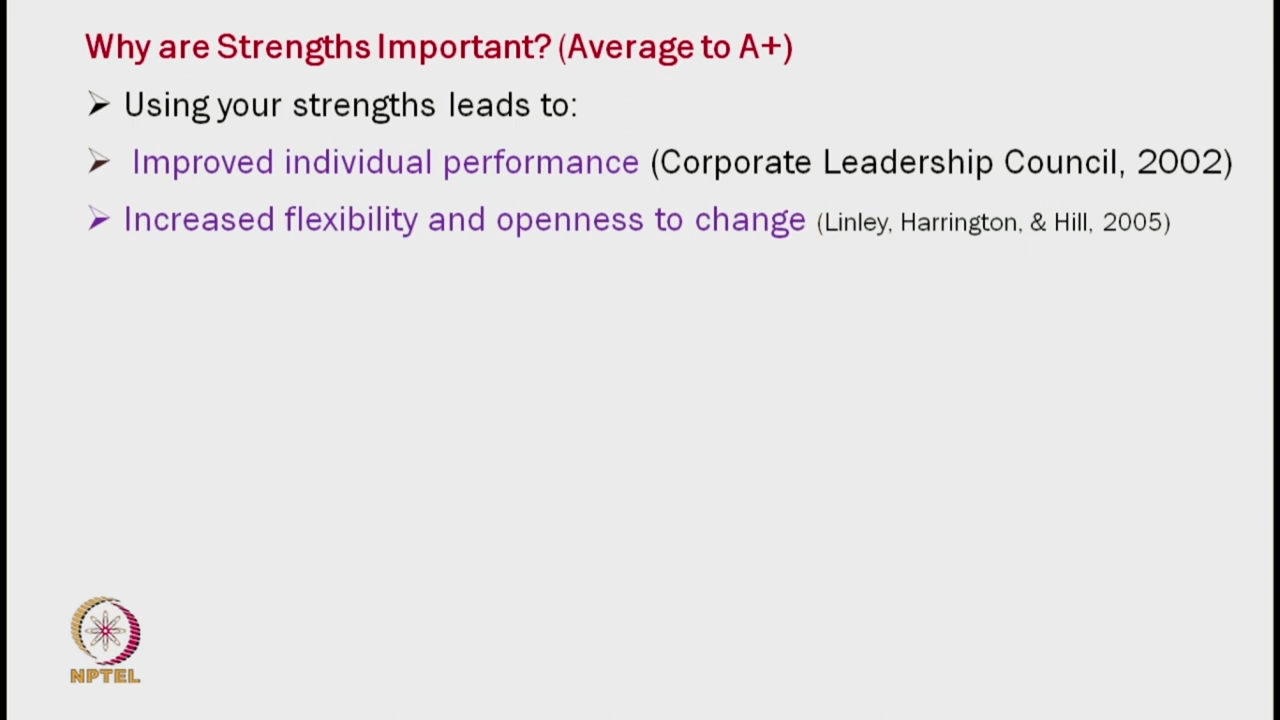 Why are Strengths Important? (Average to A+)
Using your strengths leads to:
Improved individual performance (Corporate Leadership Council, 2002)
Increased flexibility and openness to change (Linley, Harrington, & Hill, 2005)
NPTEL